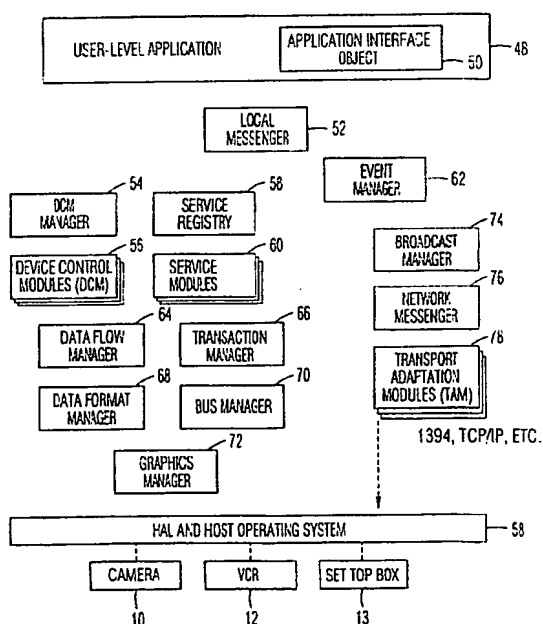 USER-LEVEL APPLICATION
APPLICATION INTERFACE
OBJECT
50
48
LOCAL
MESSENGER
52
EVENT
MANAGER
62
54
DCM
MANAGER
58
SERVICE
REGISTRY
74
BROADCAST
MANAGER
56
DEVICE CONTROL
MODULES (DCM)
60
SERVICE
MODULES
76
NETWORK
MESSENGER
64
DATA FLOW
MANAGER
66
TRANSACTION
MANAGER
78
TRANSPORT
ADAPTATION
MODULES (TAM)
68
DATA FORMAT
MANAGER
70
BUS MANAGER
1394, TCP/IP, ETC.
72
GRAPHICS
MANAGER
HAL AND HOST OPERATING SYSTEM
58
CAMERA
VCR
SET TOP BOX
10
12
13